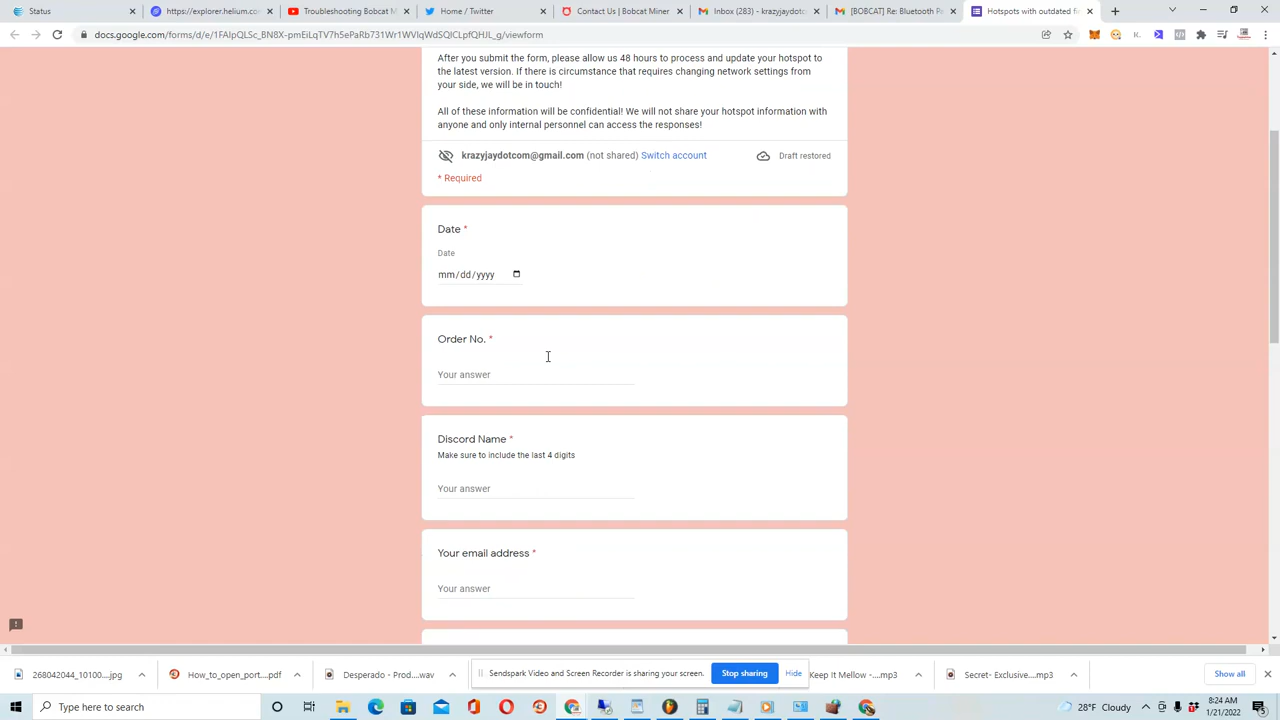 Status
https://explorer.helium.co
Troubleshooting Bobcat M
Home / Twitter
Contact Us | Bobcat Miner
Inbox (283) - krazyjaydotc
[BOBCAT] Re: Bluetooth P
Hotspots with outdated fi
docs.google.com/forms/d/e/1FAIpQLSc_BN8X-pmEiLqTV7h5ePaRb731Wr1WVlqWdSQlCLpfQHJL_g/viewform
After you submit the form, please allow us 48 hours to process and update your hotspot to
the latest version. If there is circumstance that requires changing network settings from
your side, we will be in touch!
All of these information will be confidential! We will not share your hotspot information with
anyone and only internal personnel can access the responses!
krazyjaydotcom@gmail.com (not shared) Switch account
Draft restored
* Required
Date *
Date
mm/dd/yyyy
Order No. *
Your answer
Discord Name *
Make sure to include the last 4 digits
Your answer
Your email address *
Your answer
260042044_10100....jpg
How_to_open_port....pdf
Desperado - Prod....wav
Sendspark Video and Screen Recorder is sharing your screen.
Stop sharing
Hide
Keep It Mellow -....mp3
Secret- Exclusive....mp3
Show all
Type here to search
28°F Cloudy
8:24 AM
1/21/2022